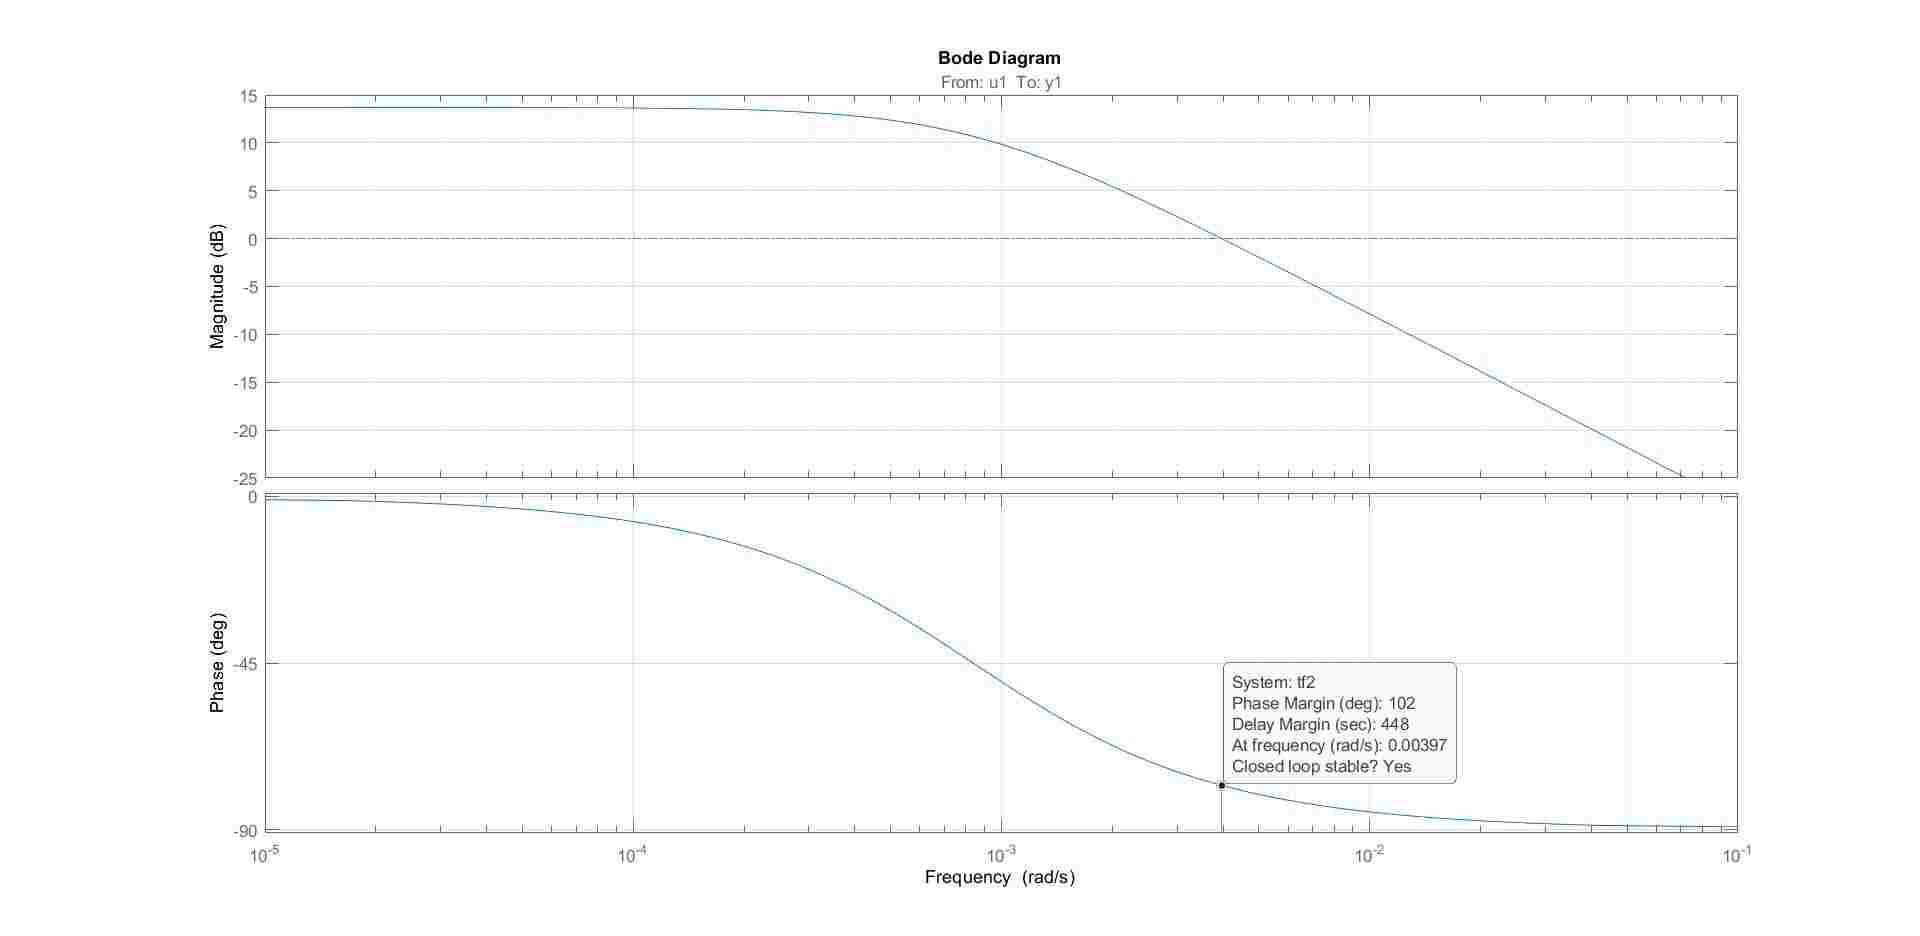 Bode Diagram
From: u1 To: y1
15
10
5
0
-5
-10
-15
-20
-25
Magnitude (dB)
0
-45
-90
Phase (deg)
System: tf2
Phase Margin (deg): 102
Delay Margin (sec): 448
At frequency (rad/s): 0.00397
Closed loop stable? Yes
10^-5 10^-4 10^-3 10^-2 10^-1
Frequency (rad/s)